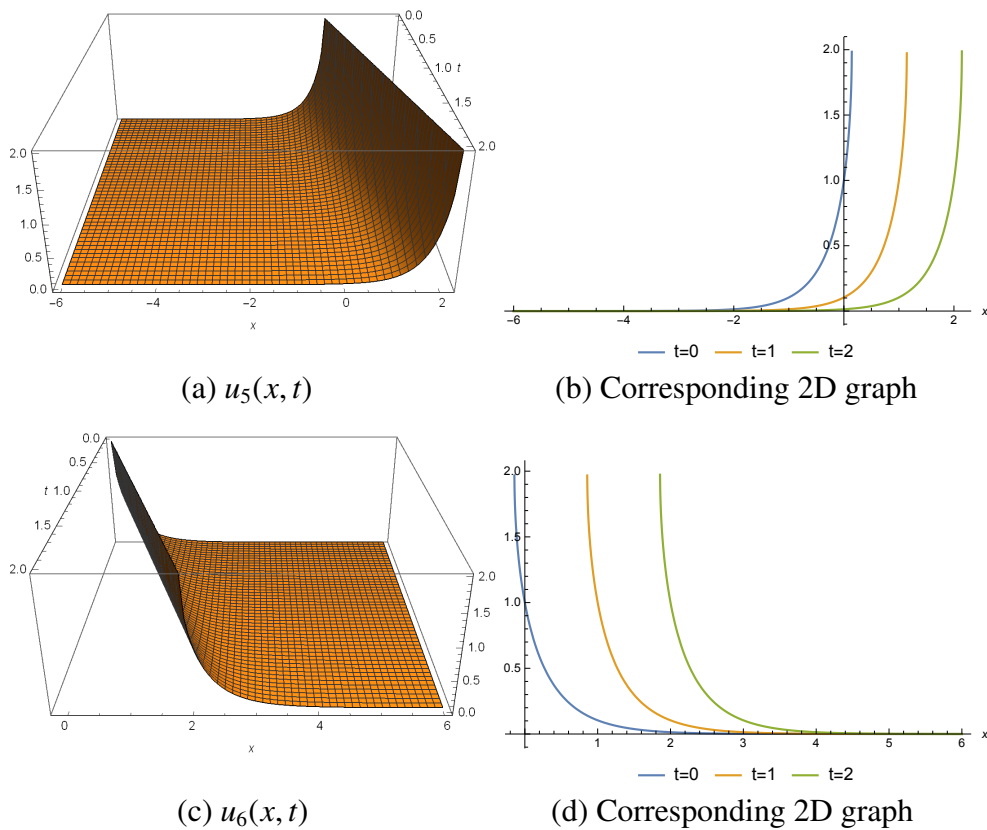 0.0
0.5
1.0 t
1.5
2.0
2.0
1.5
1.0
0.5
0.0
-6 -4 -2 0 2
x
2.0
1.5
1.0
0.5
-6 -4 -2 2 x
t=0 t=1 t=2
(a) u₅(x, t)
(b) Corresponding 2D graph
0.0
0.5
t 1.0
1.5
2.0
2.0
1.5
1.0
0.5
0.0
0 2 4 6
x
2.0
1.5
1.0
0.5
1 2 3 4 5 6 x
t=0 t=1 t=2
(c) u₆(x, t)
(d) Corresponding 2D graph